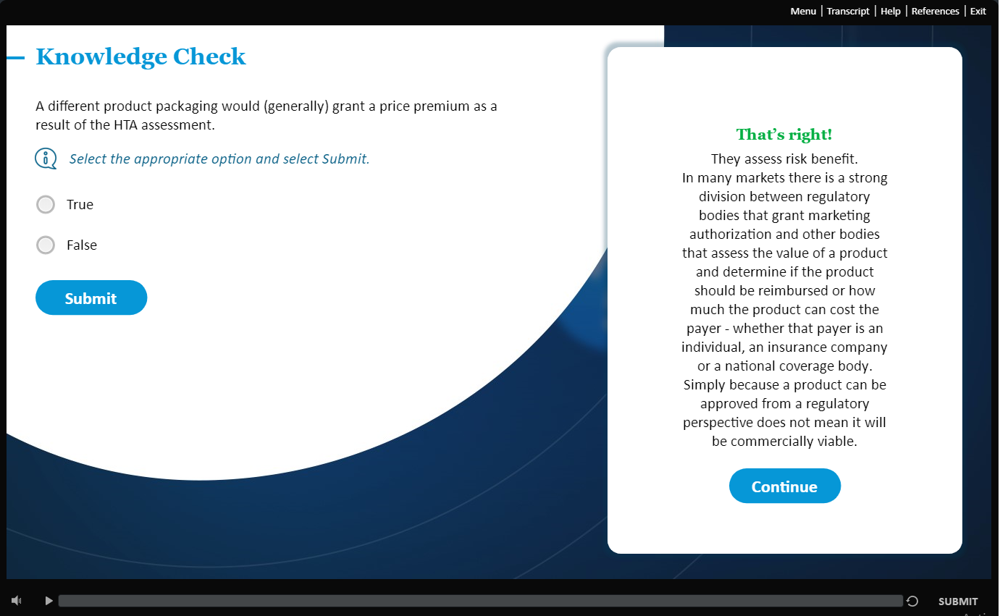 Menu | Transcript | Help | References | Exit
Knowledge Check
A different product packaging would (generally) grant a price premium as a
result of the HTA assessment.
Select the appropriate option and select Submit.
True
False
Submit
That's right!
They assess risk benefit.
In many markets there is a strong
division between regulatory
bodies that grant marketing
authorization and other bodies
that assess the value of a product
and determine if the product
should be reimbursed or how
much the product can cost the
payer - whether that payer is an
individual, an insurance company
or a national coverage body.
Simply because a product can be
approved from a regulatory
perspective does not mean it will
be commercially viable.
Continue
SUBMIT